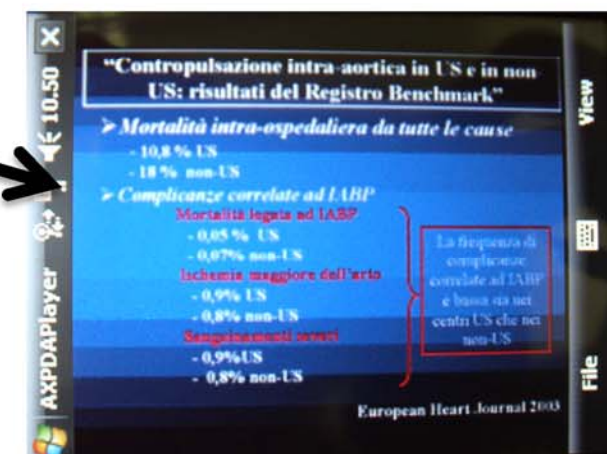 AXPDAPlayer 10.50
"Contropulsazione intra-aortica in US e in non-
US: risultati del Registro Benchmark"
Mortalità intra-ospedaliera da tutte le cause
- 10,8 % US
- 18 % non-US
Complicanze correlate ad IABP
Mortalità legata ad IABP
- 0,05 % US
- 0,07% non-US
Ischemia maggiore dell'arto
- 0,9% US
- 0,8% non-US
Sanguinamenti severi
- 0,9%US
- 0,8% non-US
La frequenza di
complicanze
correlate ad IABP
è bassa sia nei
centri US che nei
non-US
European Heart Journal 2003
File View